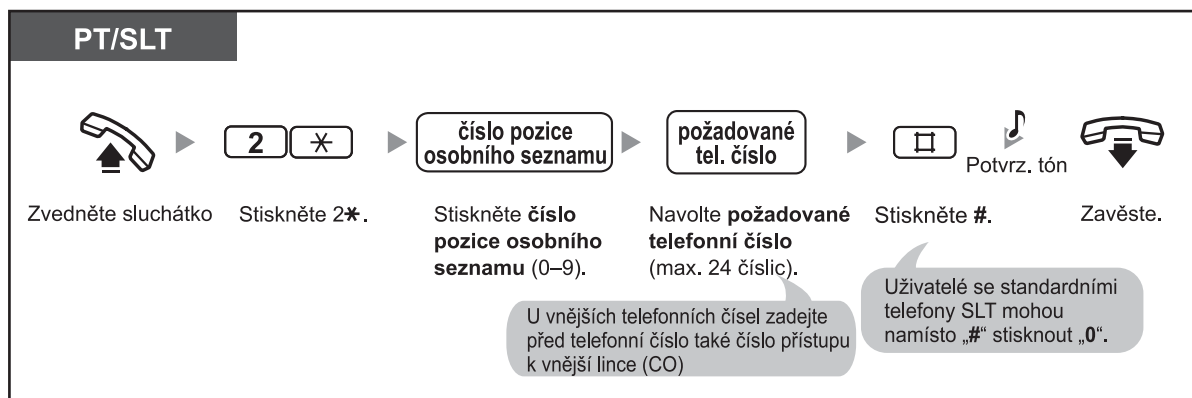 PT/SLT
2 *
číslo pozice
osobního seznamu
požadované
tel. číslo
#
Potvrz. tón
Zvedněte sluchátko
Stiskněte 2*.
Stiskněte číslo
pozice osobního
seznamu (0–9).
Navolte požadované
telefonní číslo
(max. 24 číslic).
Stiskněte #.
Zavěste.
U vnějších telefonních čísel zadejte
před telefonní číslo také číslo přístupu
k vnější lince (CO)
Uživatelé se standardními
telefony SLT mohou
namísto „#“ stisknout „0“.